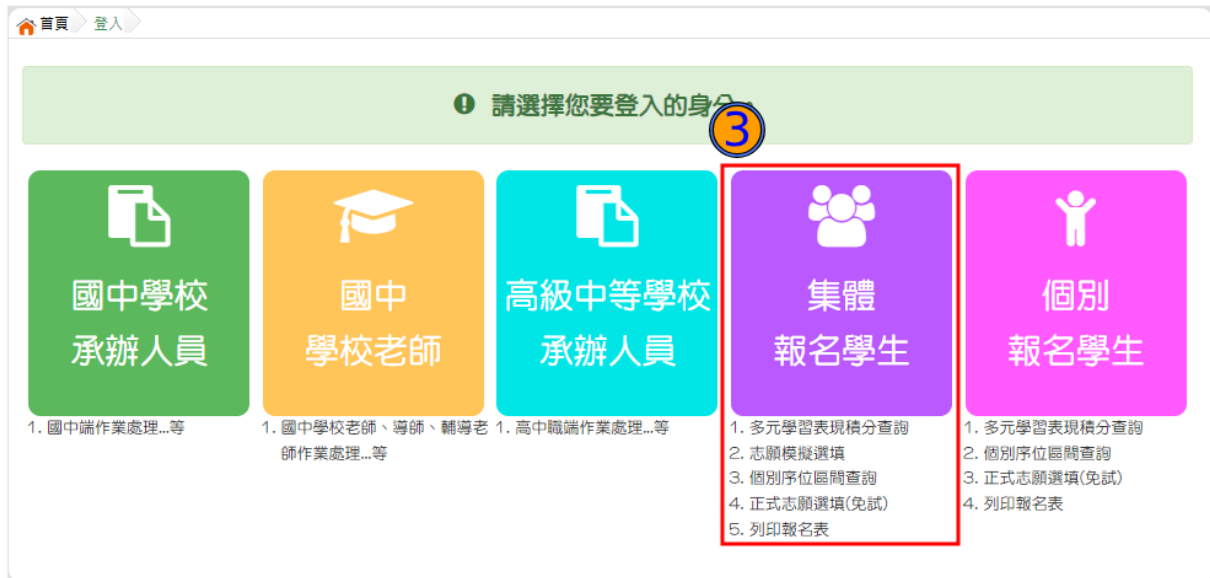 首頁 登入
請選擇您要登入的身
3
國中學校
承辦人員
國中
學校老師
高級中等學校
承辦人員
集體
報名學生
個別
報名學生
1. 國中端作業處理...等
1. 國中學校老師、導師、輔導老
師作業處理...等
1. 高中職端作業處理...等
1. 多元學習表現積分查詢
2. 志願模擬選填
3. 個別序位區間查詢
4. 正式志願選填(免試)
5. 列印報名表
1. 多元學習表現積分查詢
2. 個別序位區間查詢
3. 正式志願選填(免試)
4. 列印報名表